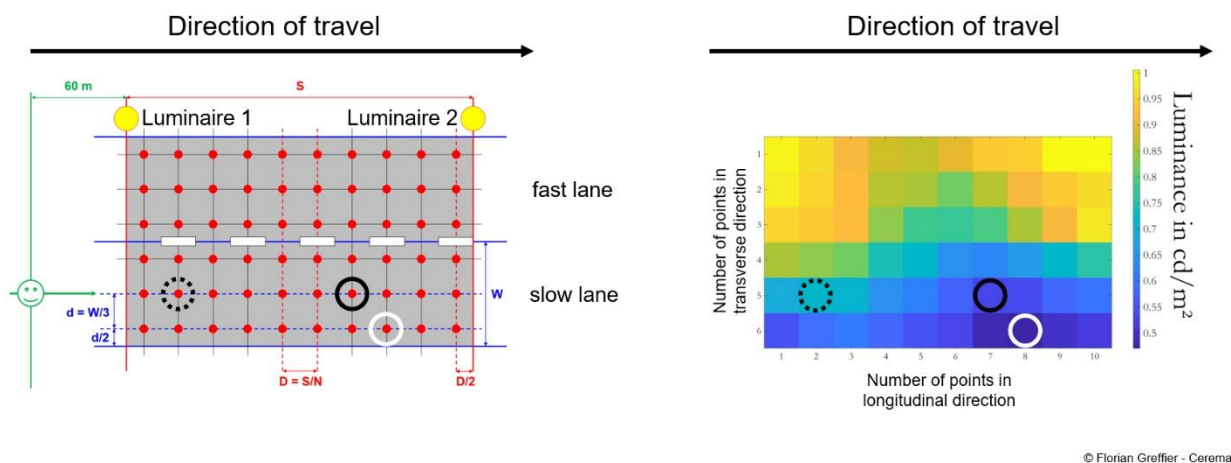 Direction of travel
60 m
S
Luminaire 1
Luminaire 2
fast lane
slow lane
W
d = W/3
d/2
D = S/N
D/2
Direction of travel
Number of points in
transverse direction
1
2
3
4
5
6
1 2 3 4 5 6 7 8 9 10
Number of points in
longitudinal direction
1
0.95
0.9
0.85
0.8
0.75
0.7
0.65
0.6
0.55
0.5
Luminance in cd/m²
© Florian Greffier - Cerema